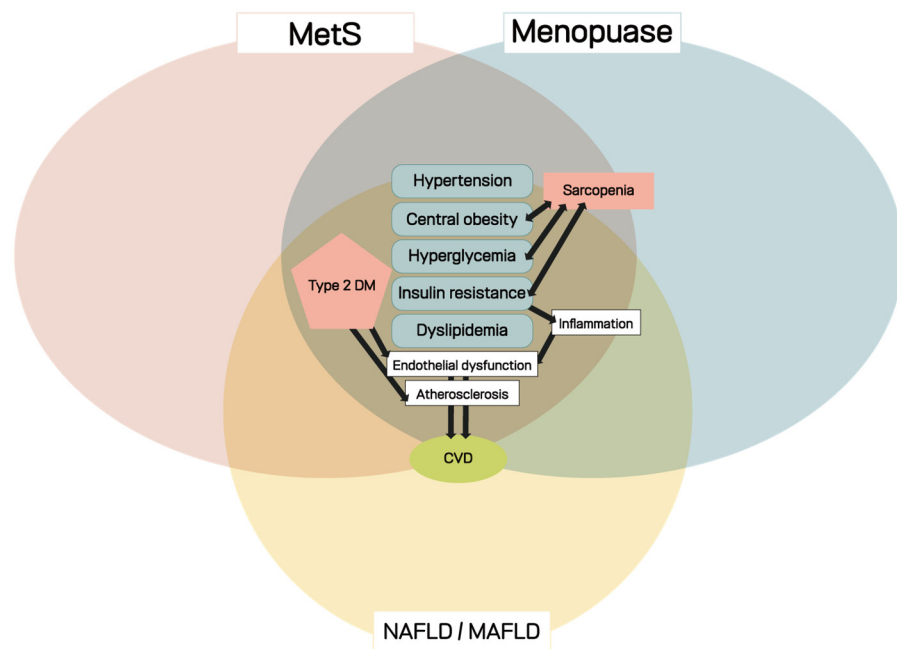 MetS
Menopuase
Hypertension
Sarcopenia
Central obesity
Hyperglycemia
Type 2 DM
Insulin resistance
Inflammation
Dyslipidemia
Endothelial dysfunction
Atherosclerosis
CVD
NAFLD / MAFLD